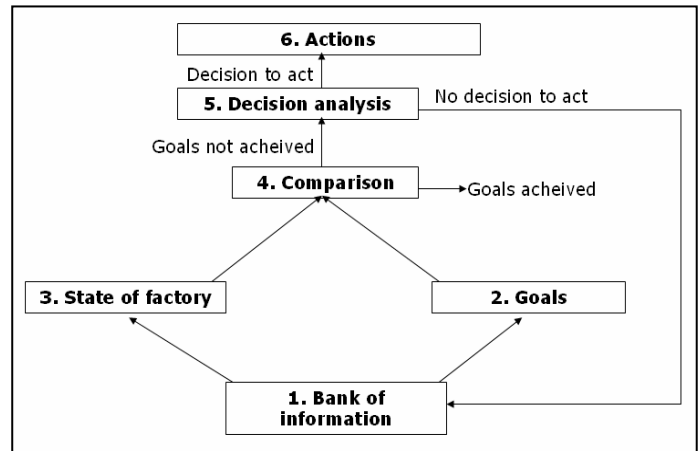 6. Actions
Decision to act
5. Decision analysis
No decision to act
Goals not acheived
4. Comparison
Goals acheived
3. State of factory
2. Goals
1. Bank of
information